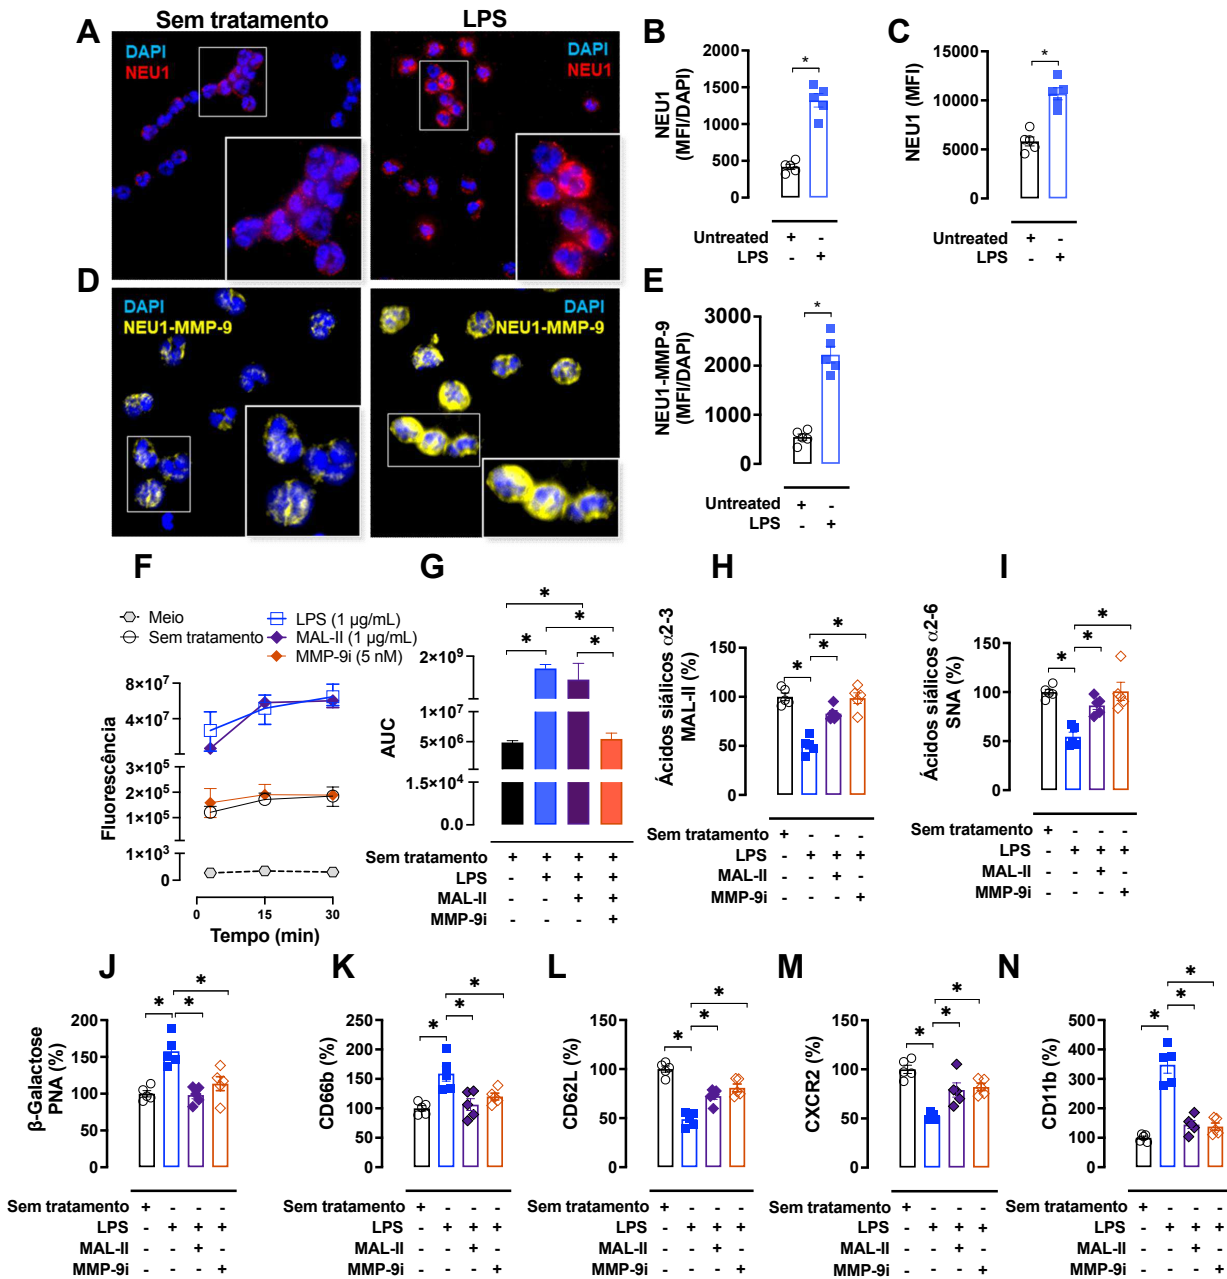 Sem tratamento
LPS
A
DAPI
NEU1
DAPI
NEU1
B
NEU1
(MFI/DAPI)
2000
1500
1000
500
0
*
Untreated + -
LPS - +
C
NEU1 (MFI)
15000
10000
5000
0
*
Untreated + -
LPS - +
D
DAPI
NEU1-MMP-9
DAPI
NEU1-MMP-9
E
NEU1-MMP-9
(MFI/DAPI)
3000
2000
1000
0
*
Untreated + -
LPS - +
F
Meio
Sem tratamento
LPS (1 µg/mL)
MAL-II (1 µg/mL)
MMP-9i (5 nM)
Fluorescência
8×10⁷
4×10⁷
3×10⁵
2×10⁵
1×10⁵
1×10³
0
0 15 30
Tempo (min)
G
AUC
2×10⁹
1×10⁷
5×10⁶
1.5×10⁴
0.0
* * * *
Sem tratamento + + + +
LPS - + + +
MAL-II - - + +
MMP-9i - - - +
H
Ácidos siálicos α2-3
MAL-II (%)
150
100
50
0
* * *
Sem tratamento + - - -
LPS - + + +
MAL-II - - + -
MMP-9i - - - +
I
Ácidos siálicos α2-6
SNA (%)
150
100
50
0
* * *
Sem tratamento + - - -
LPS - + + +
MAL-II - - + -
MMP-9i - - - +
J
β-Galactose
PNA (%)
200
150
100
50
0
* * *
Sem tratamento + - - -
LPS - + + +
MAL-II - - + -
MMP-9i - - - +
K
CD66b (%)
250
200
150
100
50
0
* * *
Sem tratamento + - - -
LPS - + + +
MAL-II - - + -
MMP-9i - - - +
L
CD62L (%)
150
100
50
0
* * *
Sem tratamento + - - -
LPS - + + +
MAL-II - - + -
MMP-9i - - - +
M
CXCR2 (%)
150
100
50
0
* * *
Sem tratamento + - - -
LPS - + + +
MAL-II - - + -
MMP-9i - - - +
N
CD11b (%)
500
400
300
200
100
0
* * *
Sem tratamento + - - -
LPS - + + +
MAL-II - - + -
MMP-9i - - - +